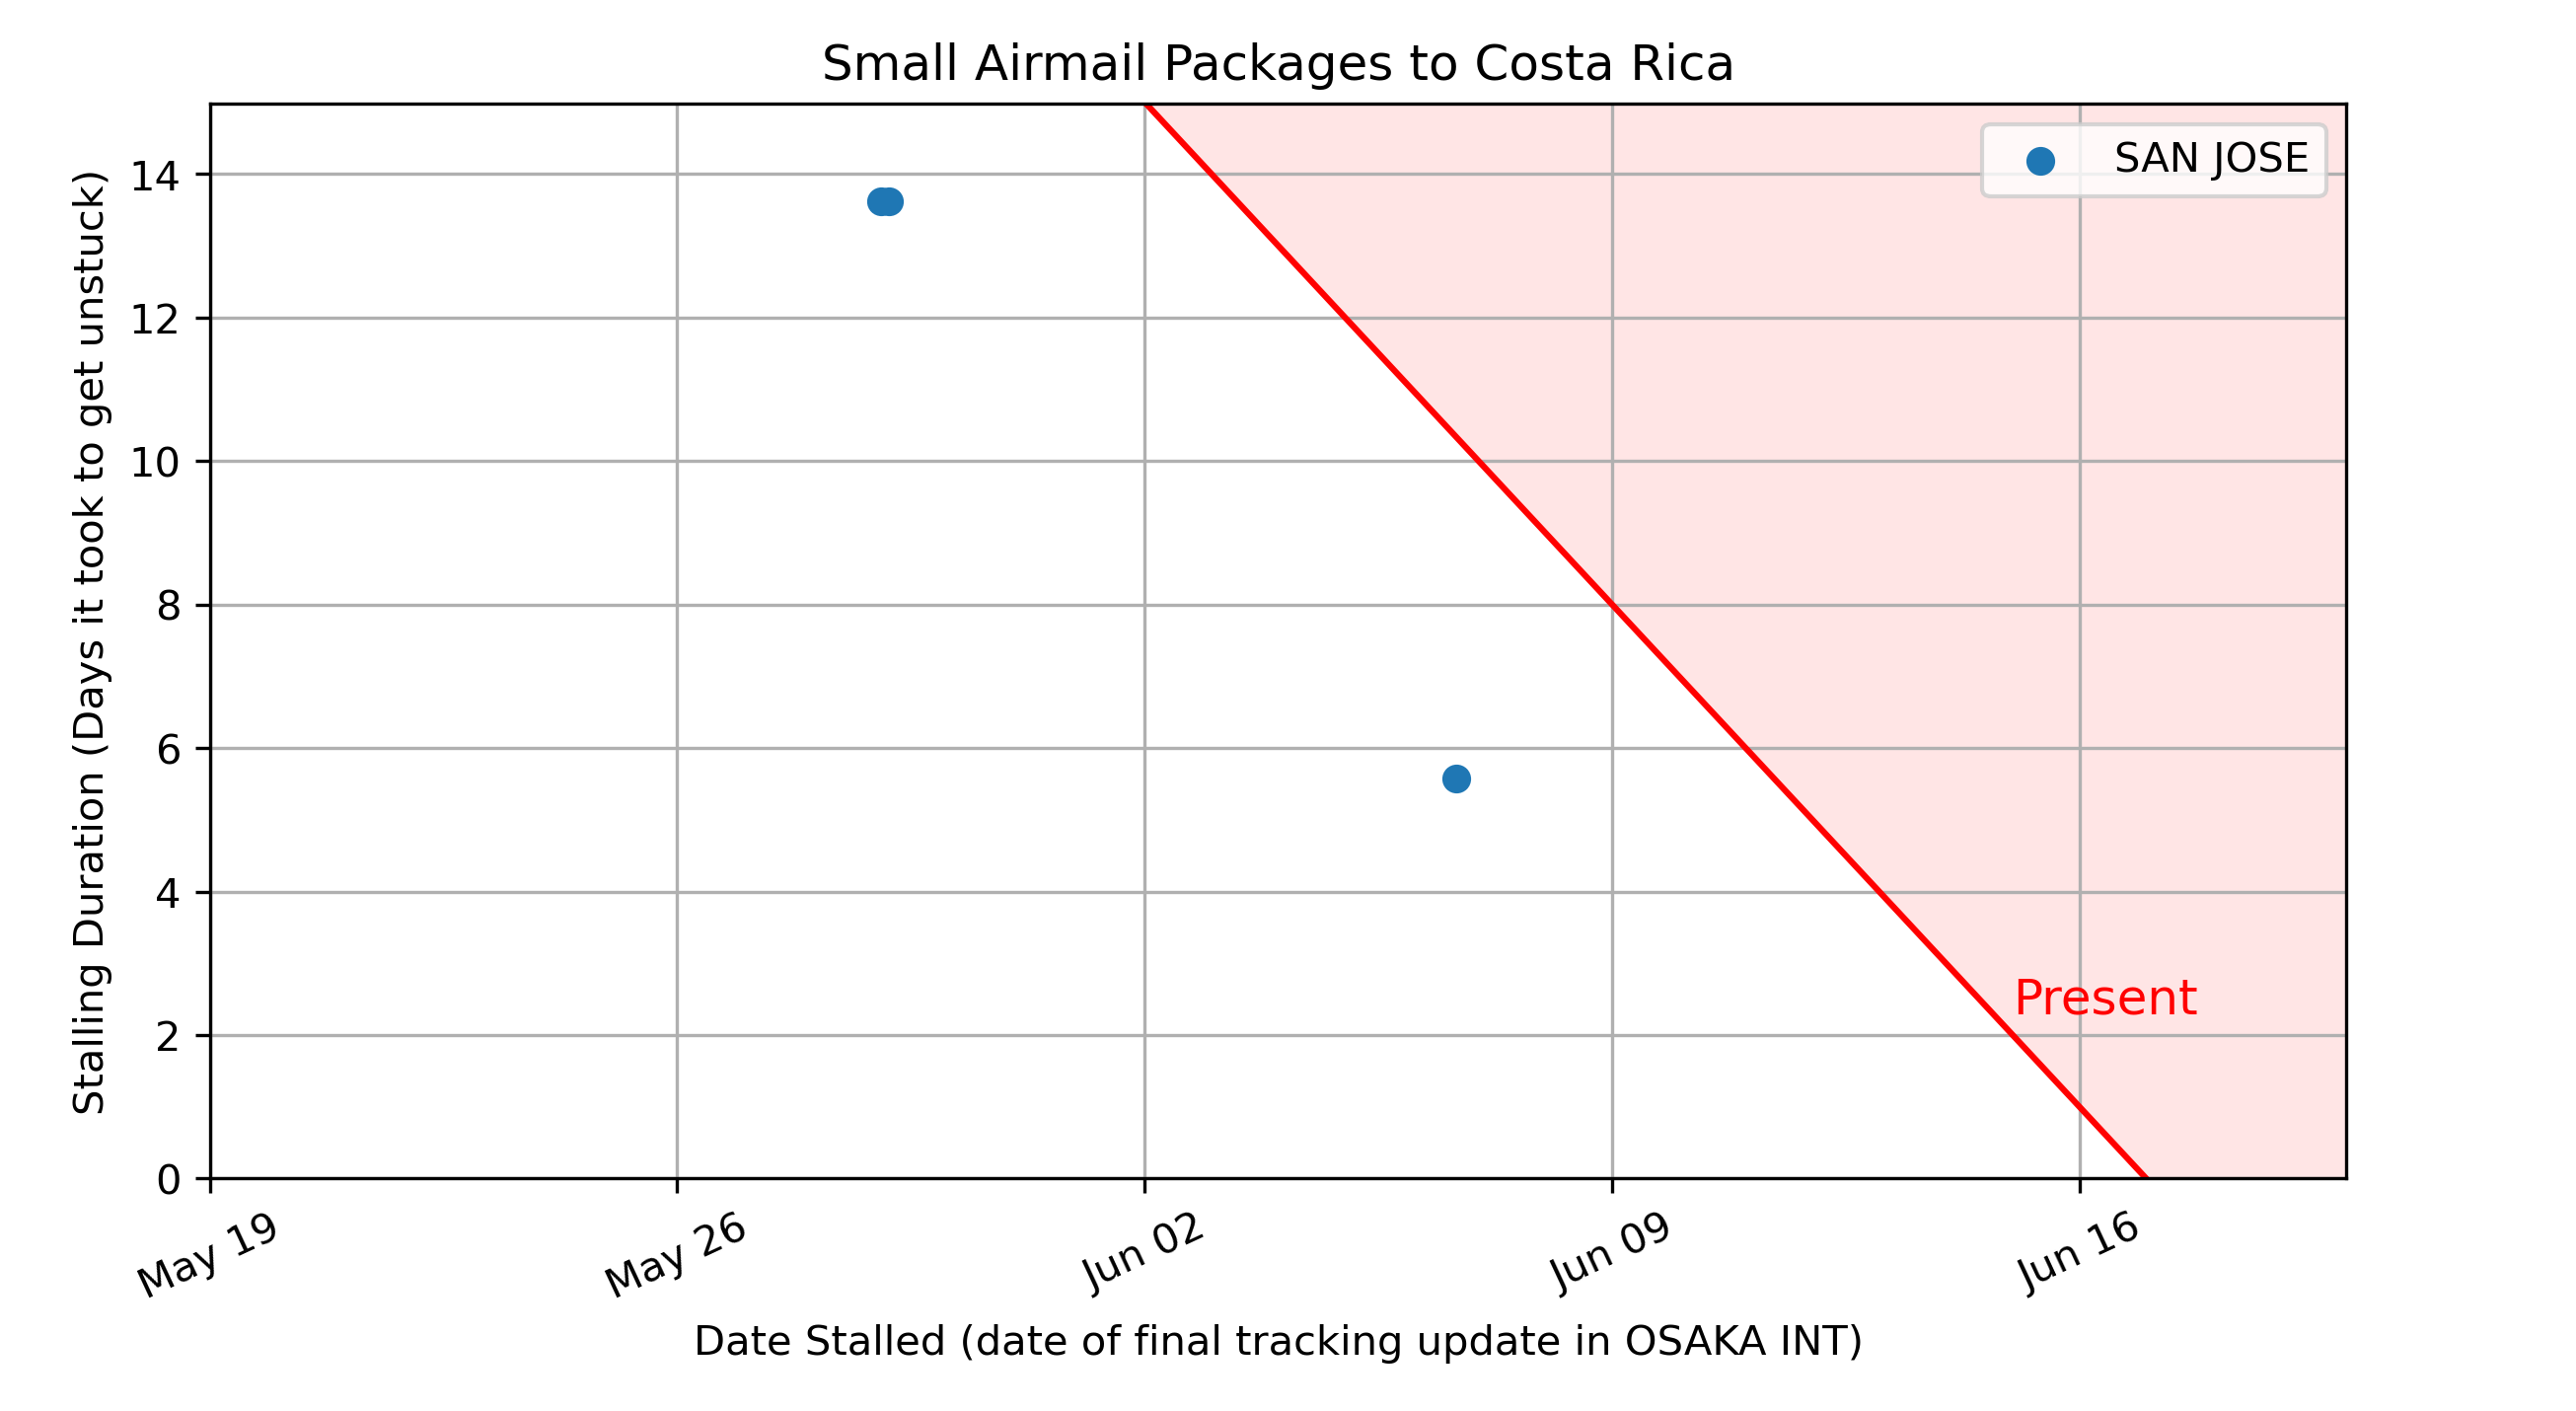 Small Airmail Packages to Costa Rica
SAN JOSE
Stalling Duration (Days it took to get unstuck)
14
12
10
8
6
4
2
0
Present
May 19
May 26
Jun 02
Jun 09
Jun 16
Date Stalled (date of final tracking update in OSAKA INT)